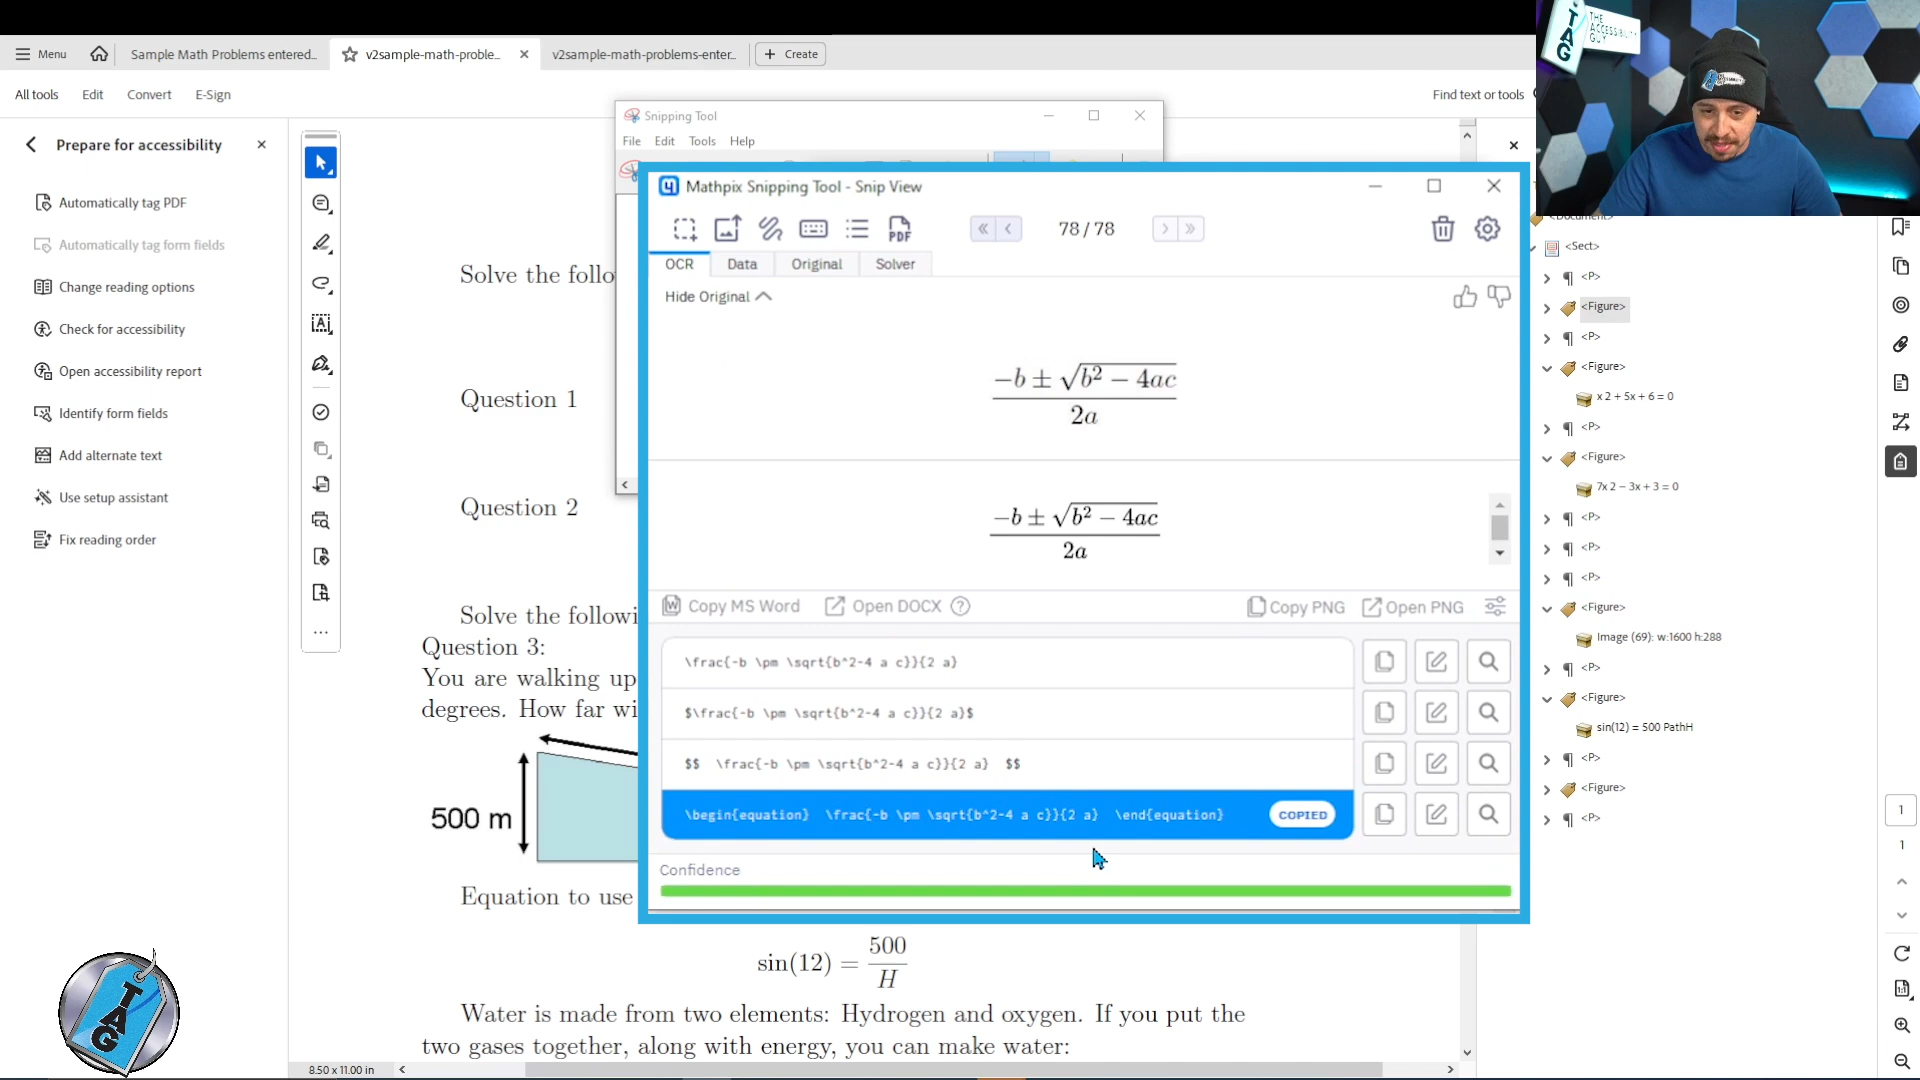 Menu
Sample Math Problems entered...
v2sample-math-proble...
v2sample-math-problems-enter...
Create
All tools
Edit
Convert
E-Sign
Find text or tools
Prepare for accessibility
Automatically tag PDF
Automatically tag form fields
Change reading options
Check for accessibility
Open accessibility report
Identify form fields
Add alternate text
Use setup assistant
Fix reading order
Solve the follo
Question 1
Question 2
Solve the followi
Question 3:
You are walking up
degrees. How far wi
500 m
Equation to use
sin(12) = 500/H
Water is made from two elements: Hydrogen and oxygen. If you put the
two gases together, along with energy, you can make water:
8.50 x 11.00 in
Snipping Tool
File Edit Tools Help
Mathpix Snipping Tool - Snip View
PDF
78 / 78
OCR
Data
Original
Solver
Hide Original
−b ± √(b² − 4ac)
2a
−b ± √(b² − 4ac)
2a
Copy MS Word
Open DOCX
Copy PNG
Open PNG
\frac{-b \pm \sqrt{b^2-4 a c}}{2 a}
$\frac{-b \pm \sqrt{b^2-4 a c}}{2 a}$
$$ \frac{-b \pm \sqrt{b^2-4 a c}}{2 a} $$
\begin{equation} \frac{-b \pm \sqrt{b^2-4 a c}}{2 a} \end{equation}
COPIED
Confidence
THE
ACCESSIBILITY
GUY
TAG
<Sect>
<P>
<Figure>
<P>
<Figure>
x 2 + 5x + 6 = 0
<P>
<Figure>
7x 2 – 3x + 3 = 0
<P>
<P>
<P>
<Figure>
Image (69): w:1600 h:288
<P>
<Figure>
sin(12) = 500 PathH
<P>
<Figure>
<P>
1
1
TAG